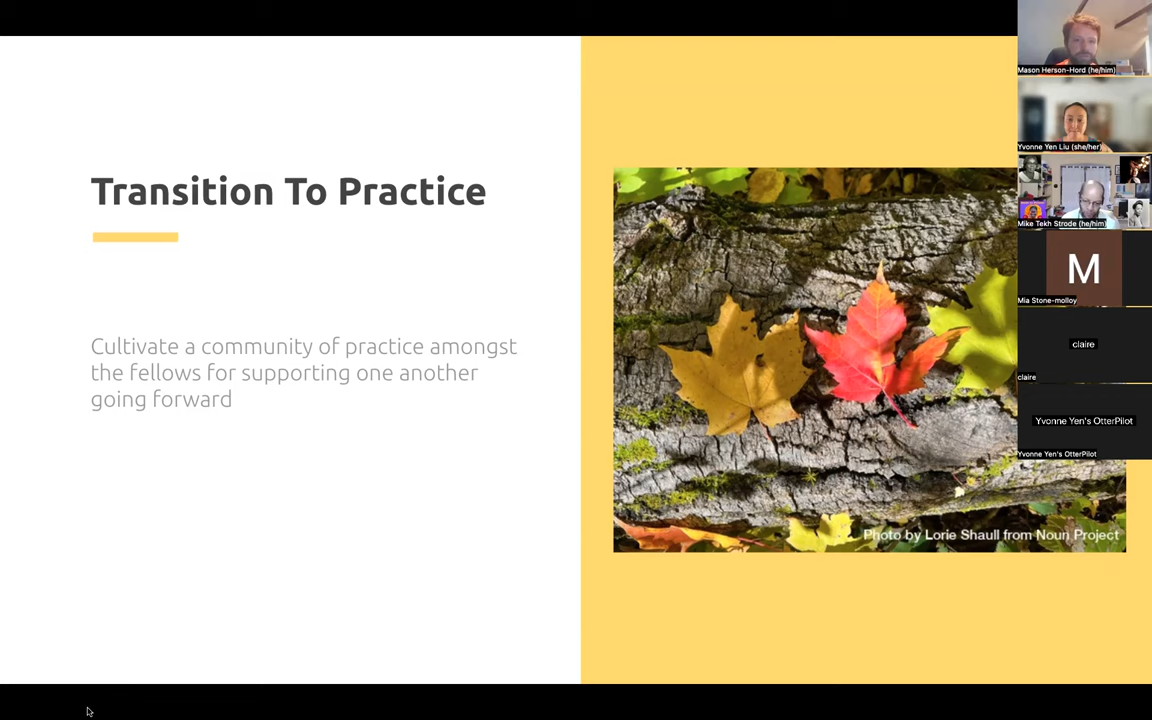 Transition To Practice
Cultivate a community of practice amongst
the fellows for supporting one another
going forward
Photo by Lorie Shaull from Noun Project
Mason Herson-Hord (he/him)
Yvonne Yen Liu (she/her)
Mike Tekh Strode (he/him)
M
Mia Stone-molloy
claire
claire
Yvonne Yen's OtterPilot
Yvonne Yen's OtterPilot